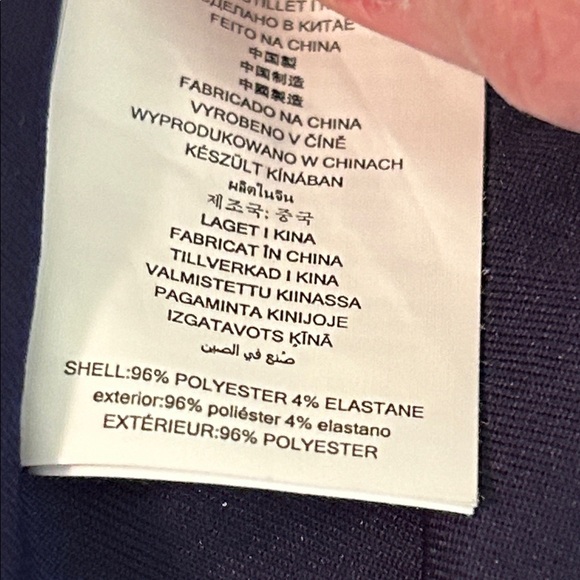 СДЕЛАНО В КИТАЕ
FEITO NA CHINA
中国製
中国制造
中國製造
FABRICADO NA CHINA
VYROBENO V ČÍNĚ
WYPRODUKOWANO W CHINACH
KÉSZÜLT KÍNÁBAN
ผลิตในจีน
제조국: 중국
LAGET I KINA
FABRICAT ÎN CHINA
TILLVERKAD I KINA
VALMISTETTU KIINASSA
PAGAMINTA KINIJOJE
IZGATAVOTS ĶĪNĀ
صنع في الصين
SHELL:96% POLYESTER 4% ELASTANE
exterior:96% poliéster 4% elastano
EXTÉRIEUR:96% POLYESTER